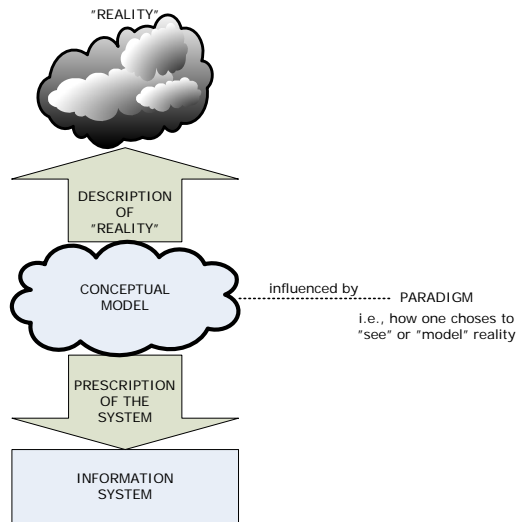 "REALITY"
DESCRIPTION
OF
"REALITY"
CONCEPTUAL
MODEL
influenced by
PARADIGM
i.e., how one choses to
"see" or "model" reality
PRESCRIPTION
OF THE
SYSTEM
INFORMATION
SYSTEM